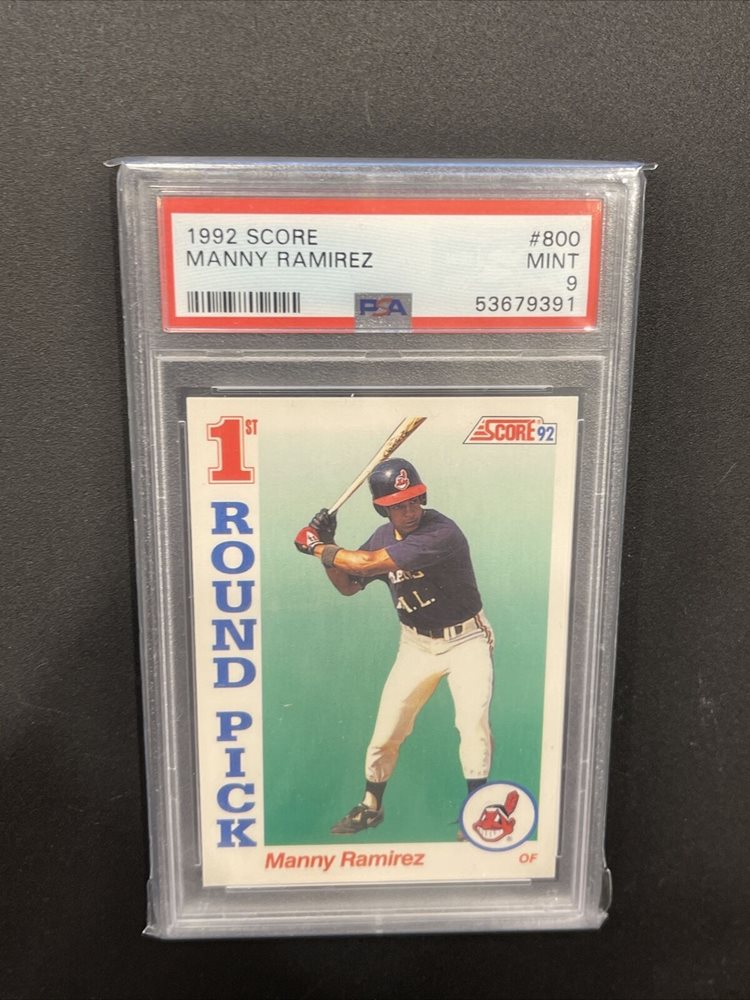 1992 SCORE #800
MANNY RAMIREZ MINT
9
PSA 53679391
1ST
ROUND PICK
SCORE 92
A.L.
Manny Ramirez OF